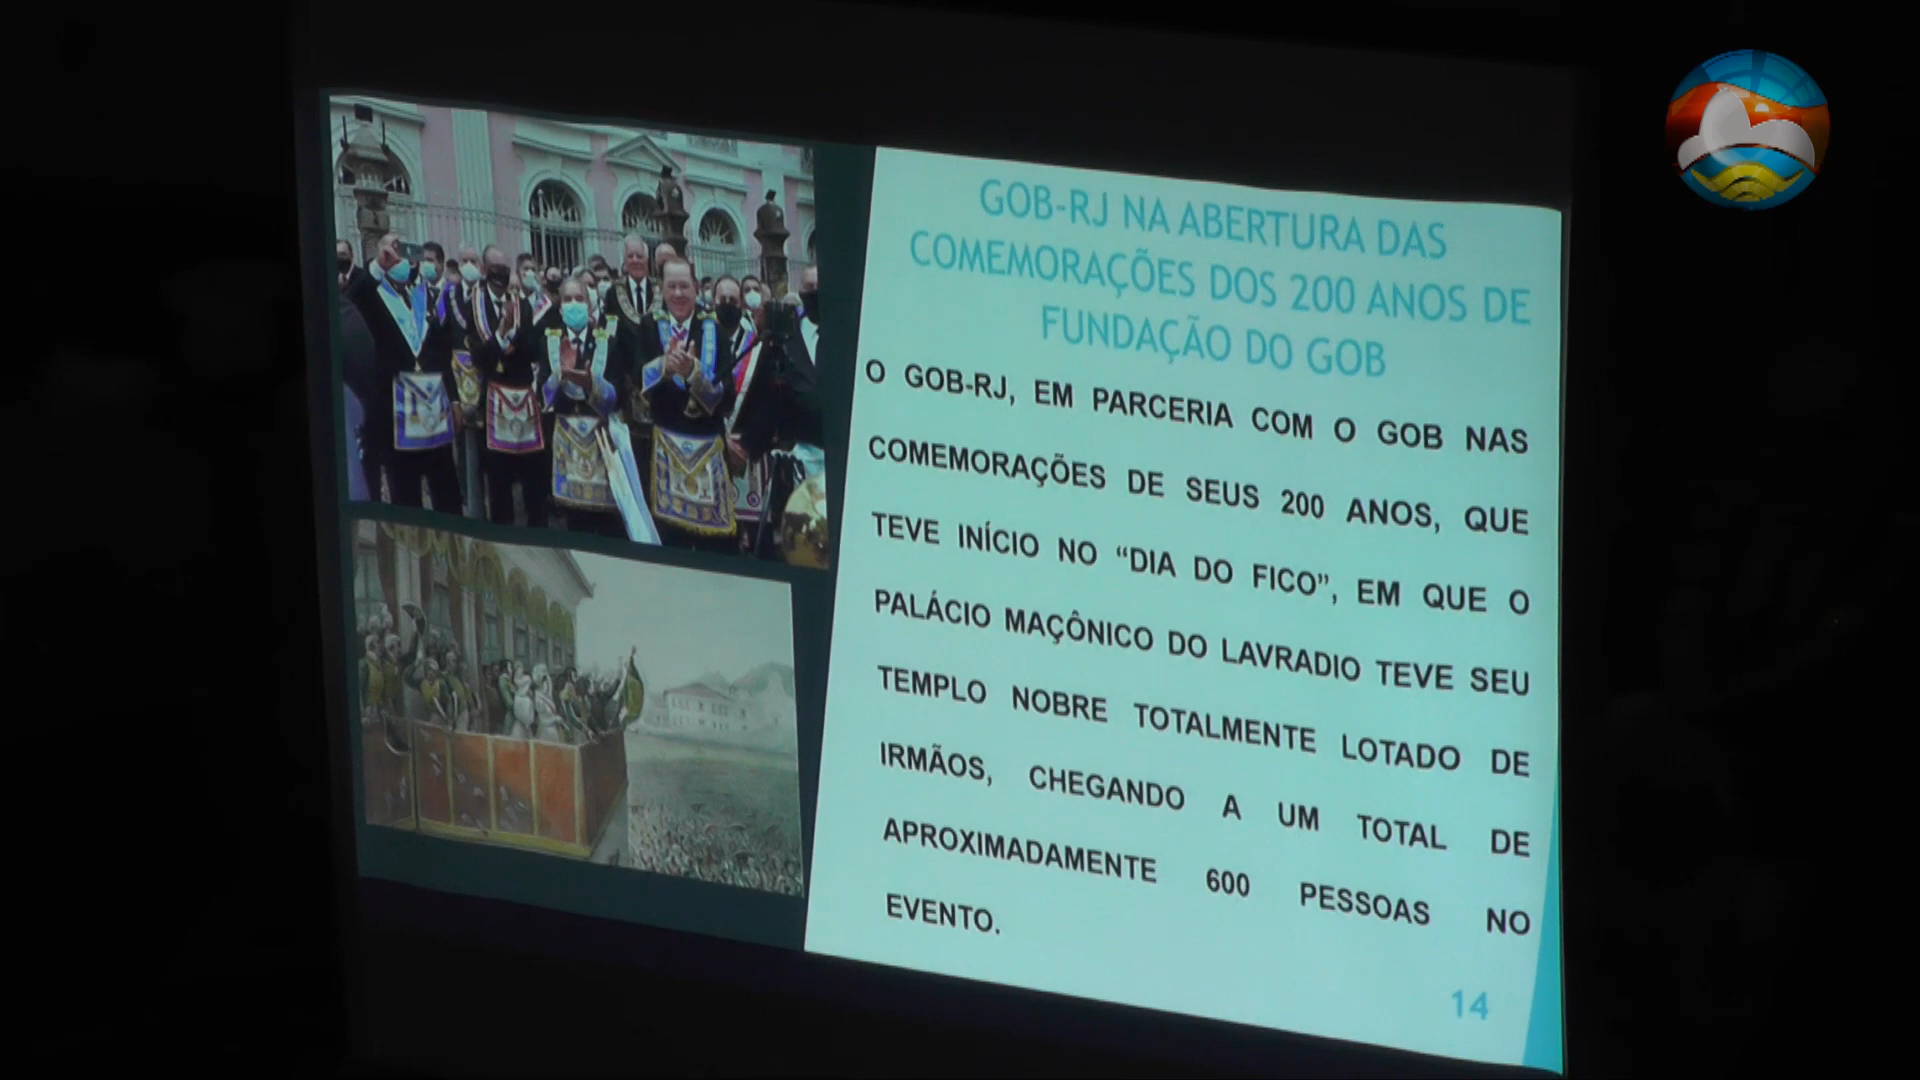 GOB-RJ NA ABERTURA DAS
COMEMORAÇÕES DOS 200 ANOS DE
FUNDAÇÃO DO GOB
O GOB-RJ, EM PARCERIA COM O GOB NAS
COMEMORAÇÕES DE SEUS 200 ANOS, QUE
TEVE INÍCIO NO “DIA DO FICO”, EM QUE O
PALÁCIO MAÇÔNICO DO LAVRADIO TEVE SEU
TEMPLO NOBRE TOTALMENTE LOTADO DE
IRMÃOS, CHEGANDO A UM TOTAL DE
APROXIMADAMENTE 600 PESSOAS NO
EVENTO.
14